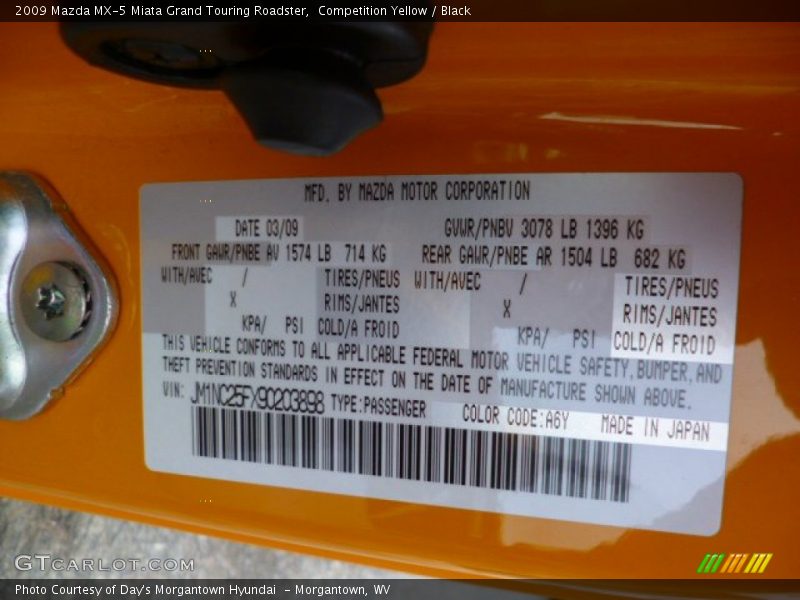 2009 Mazda MX-5 Miata Grand Touring Roadster, Competition Yellow / Black
MFD. BY MAZDA MOTOR CORPORATION
DATE 03/09 GVWR/PNBV 3078 LB 1396 KG
FRONT GAWR/PNBE AV 1574 LB 714 KG REAR GAWR/PNBE AR 1504 LB 682 KG
WITH/AVEC / TIRES/PNEUS WITH/AVEC / TIRES/PNEUS
X RIMS/JANTES X RIMS/JANTES
KPA/ PSI COLD/A FROID KPA/ PSI COLD/A FROID
THIS VEHICLE CONFORMS TO ALL APPLICABLE FEDERAL MOTOR VEHICLE SAFETY,BUMPER,AND
THEFT PREVENTION STANDARDS IN EFFECT ON THE DATE OF MANUFACTURE SHOWN ABOVE.
VIN: JM1NC25FX90203898 TYPE:PASSENGER COLOR CODE:A6Y MADE IN JAPAN
GTCARLOT.COM
Photo Courtesy of Day's Morgantown Hyundai - Morgantown, WV